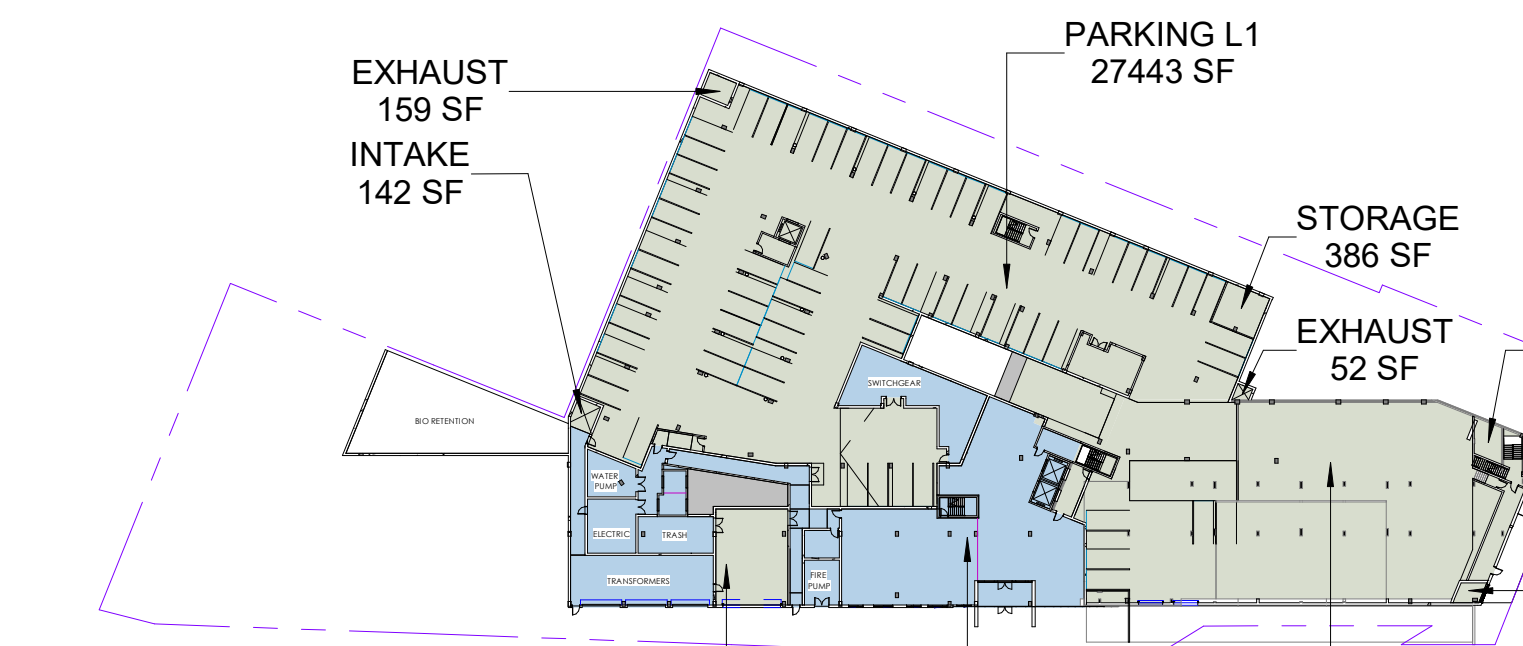 PARKING L1
27443 SF
EXHAUST
159 SF
INTAKE
142 SF
STORAGE
386 SF
EXHAUST
52 SF
SWITCHGEAR
BIO RETENTION
WATER
PUMP
ELECTRIC
TRASH
FIRE
PUMP
TRANSFORMERS